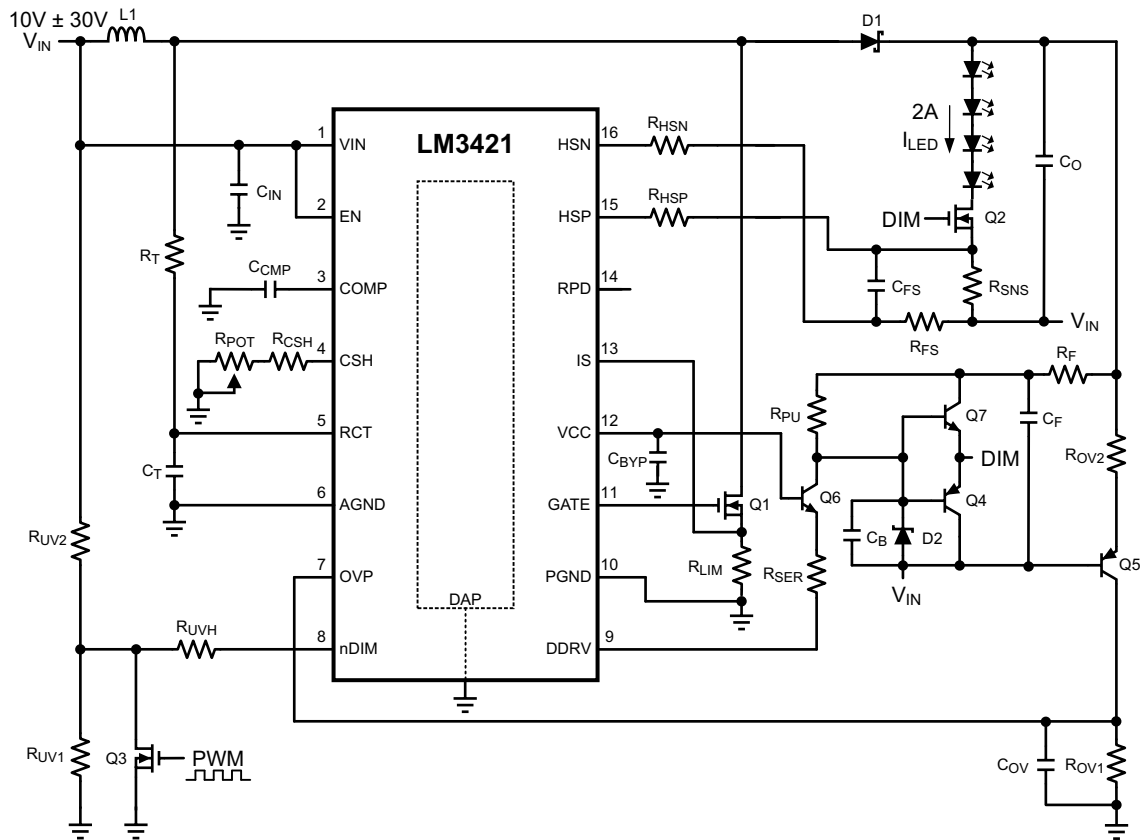 10V ± 30V
VIN
L1
D1
LM3421
1 VIN
2 EN
3 COMP
4 CSH
5 RCT
6 AGND
7 OVP
8 nDIM
16 HSN
15 HSP
14 RPD
13 IS
12 VCC
11 GATE
10 PGND
9 DDRV
DAP
CIN
RT
CCMP
RPOT
RCSH
CT
RUV2
RUVH
RUV1
Q3
PWM
RHSN
RHSP
2A
ILED
CO
DIM
Q2
CFS
RSNS
RFS
VIN
RF
RPU
Q7
CF
CBYP
DIM
ROV2
Q6
Q4
Q1
CB
D2
RLIM
RSER
VIN
Q5
COV
ROV1